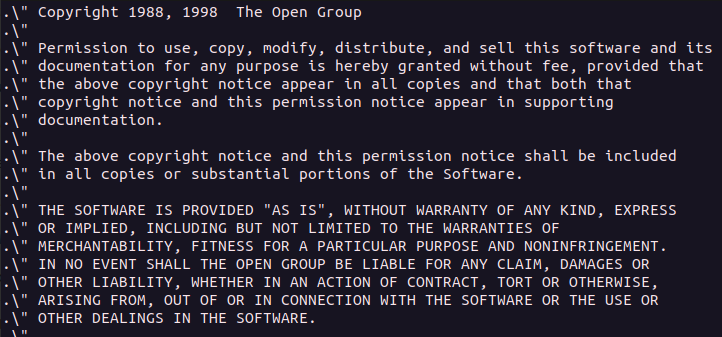 .\" Copyright 1988, 1998  The Open Group
.\"
.\" Permission to use, copy, modify, distribute, and sell this software and its
.\" documentation for any purpose is hereby granted without fee, provided that
.\" the above copyright notice appear in all copies and that both that
.\" copyright notice and this permission notice appear in supporting
.\" documentation.
.\"
.\" The above copyright notice and this permission notice shall be included
.\" in all copies or substantial portions of the Software.
.\"
.\" THE SOFTWARE IS PROVIDED "AS IS", WITHOUT WARRANTY OF ANY KIND, EXPRESS
.\" OR IMPLIED, INCLUDING BUT NOT LIMITED TO THE WARRANTIES OF
.\" MERCHANTABILITY, FITNESS FOR A PARTICULAR PURPOSE AND NONINFRINGEMENT.
.\" IN NO EVENT SHALL THE OPEN GROUP BE LIABLE FOR ANY CLAIM, DAMAGES OR
.\" OTHER LIABILITY, WHETHER IN AN ACTION OF CONTRACT, TORT OR OTHERWISE,
.\" ARISING FROM, OUT OF OR IN CONNECTION WITH THE SOFTWARE OR THE USE OR
.\" OTHER DEALINGS IN THE SOFTWARE.
.\"